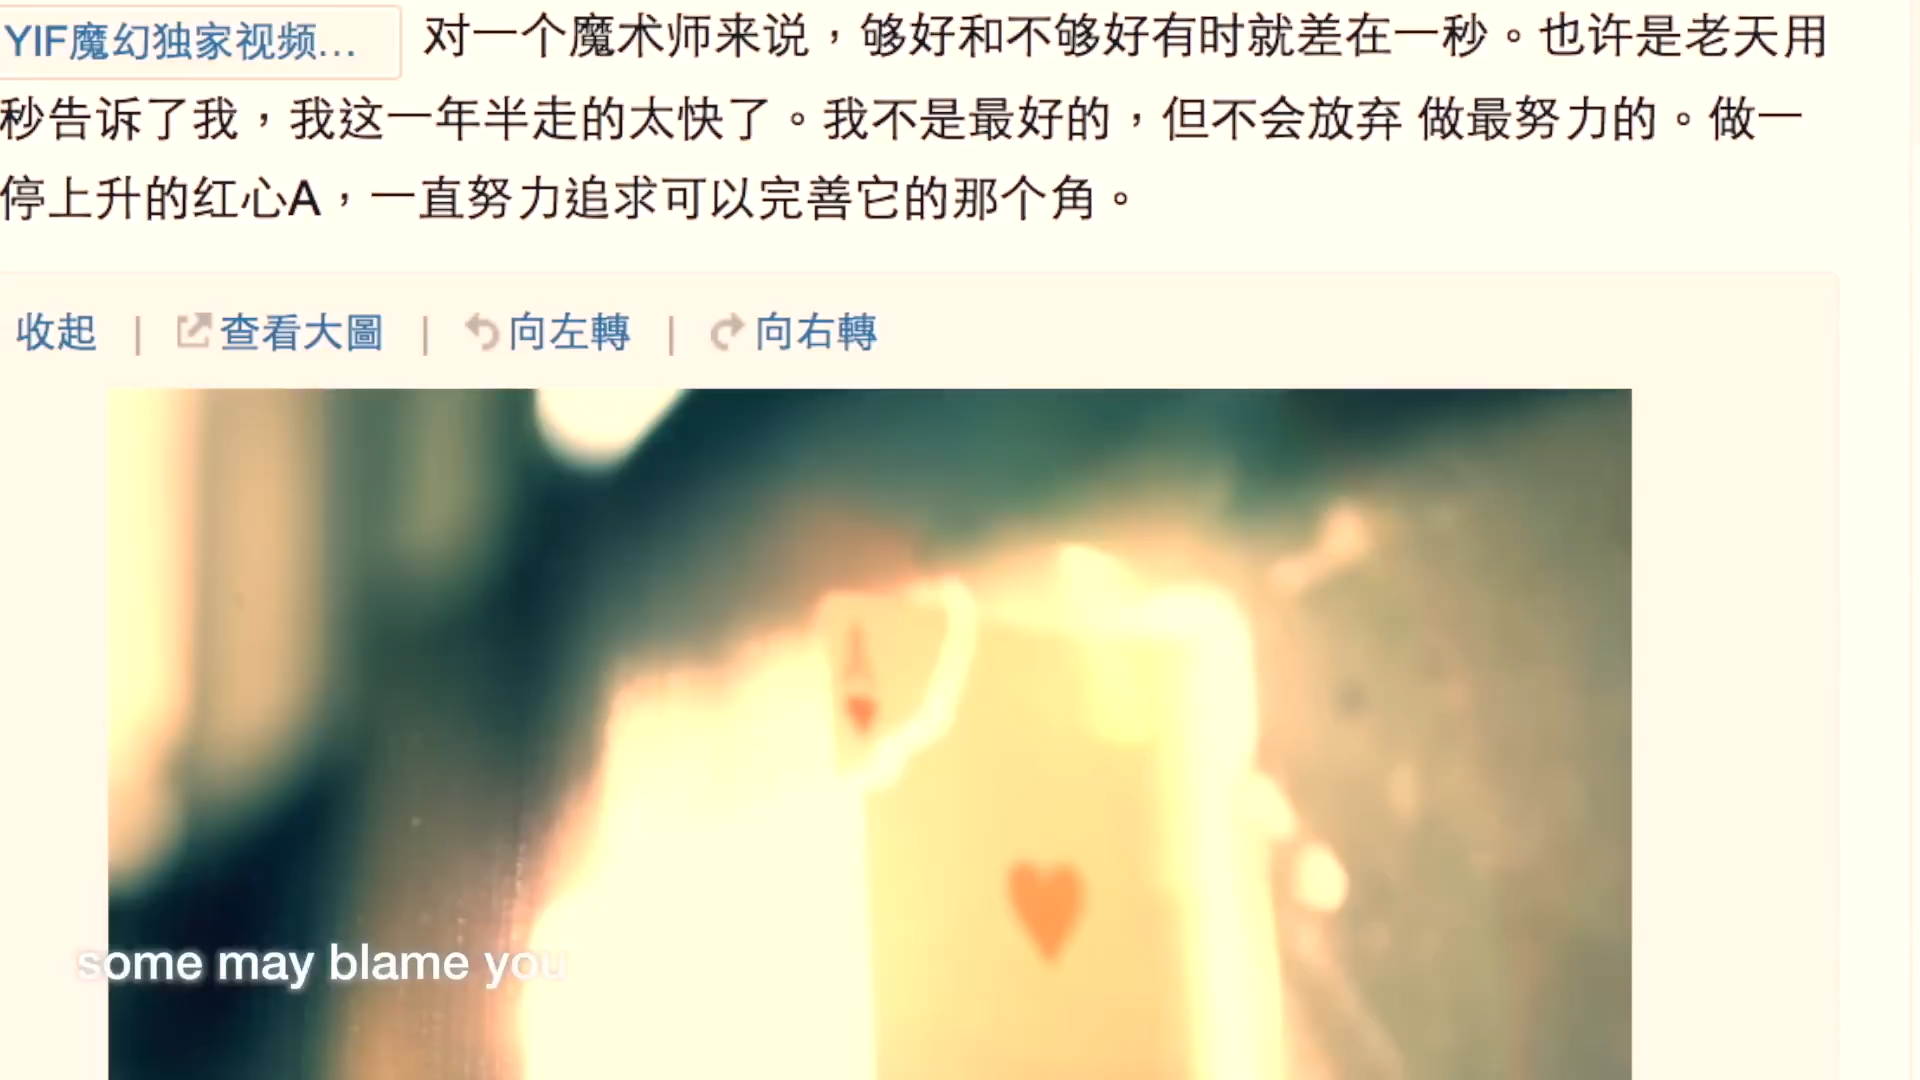 YIF魔幻独家视频... 对一个魔术师来说，够好和不够好有时就差在一秒。也许是老天用
秒告诉了我，我这一年半走的太快了。我不是最好的，但不会放弃 做最努力的。做一
停上升的红心A，一直努力追求可以完善它的那个角。
收起 | 查看大圖 | 向左轉 | 向右轉
A
some may blame you